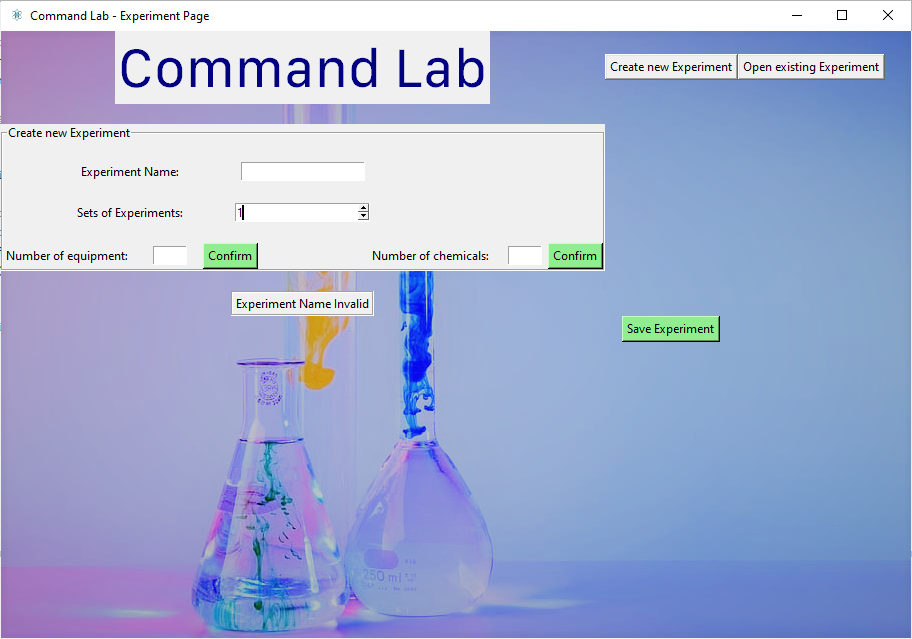 Command Lab - Experiment Page
Command Lab
Create new Experiment Open existing Experiment
Create new Experiment
Experiment Name:
Sets of Experiments: 1
Number of equipment: Confirm Number of chemicals: Confirm
Experiment Name Invalid
Save Experiment
250 ml